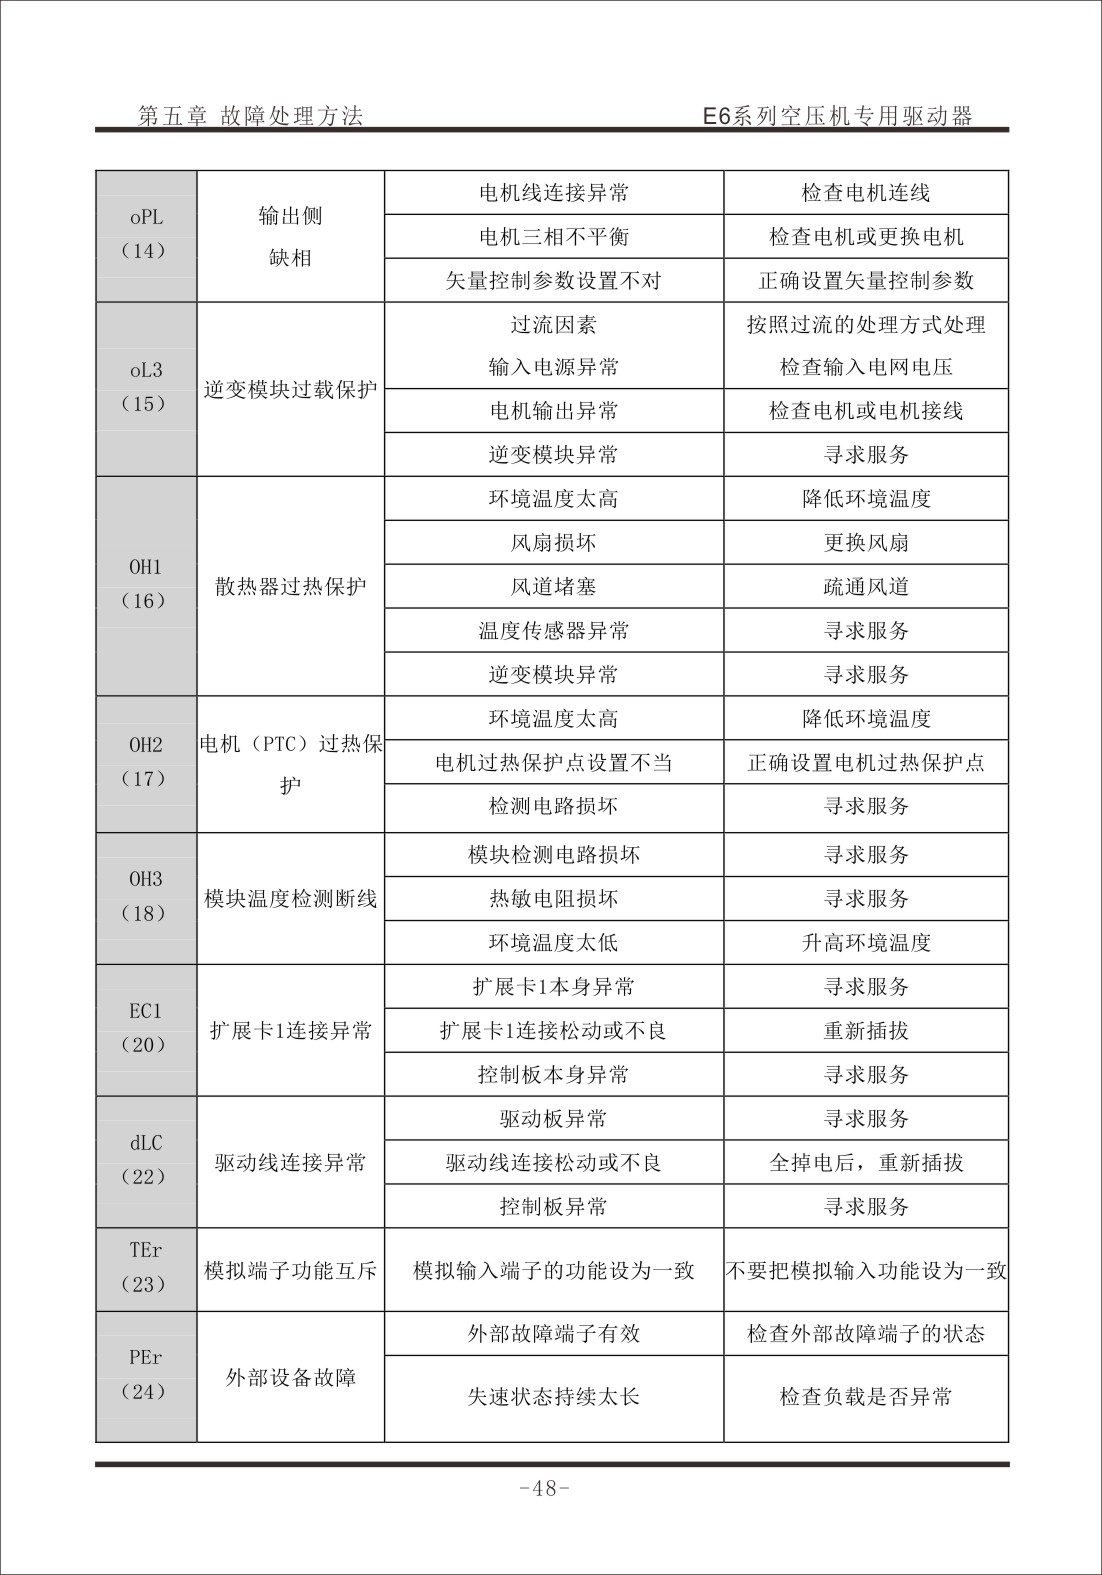 第五章 故障处理方法
E6系列空压机专用驱动器
oPL
（14）
输出侧
缺相
电机线连接异常
检查电机连线
电机三相不平衡
检查电机或更换电机
矢量控制参数设置不对
正确设置矢量控制参数
oL3
（15）
逆变模块过载保护
过流因素
按照过流的处理方式处理
输入电源异常
检查输入电网电压
电机输出异常
检查电机或电机接线
逆变模块异常
寻求服务
OH1
（16）
散热器过热保护
环境温度太高
降低环境温度
风扇损坏
更换风扇
风道堵塞
疏通风道
温度传感器异常
寻求服务
逆变模块异常
寻求服务
OH2
（17）
电机（PTC）过热保
护
环境温度太高
降低环境温度
电机过热保护点设置不当
正确设置电机过热保护点
检测电路损坏
寻求服务
OH3
（18）
模块温度检测断线
模块检测电路损坏
寻求服务
热敏电阻损坏
寻求服务
环境温度太低
升高环境温度
EC1
（20）
扩展卡1连接异常
扩展卡1本身异常
寻求服务
扩展卡1连接松动或不良
重新插拔
控制板本身异常
寻求服务
dLC
（22）
驱动线连接异常
驱动板异常
寻求服务
驱动线连接松动或不良
全掉电后，重新插拔
控制板异常
寻求服务
TEr
（23）
模拟端子功能互斥
模拟输入端子的功能设为一致
不要把模拟输入功能设为一致
PEr
（24）
外部设备故障
外部故障端子有效
检查外部故障端子的状态
失速状态持续太长
检查负载是否异常
-48-